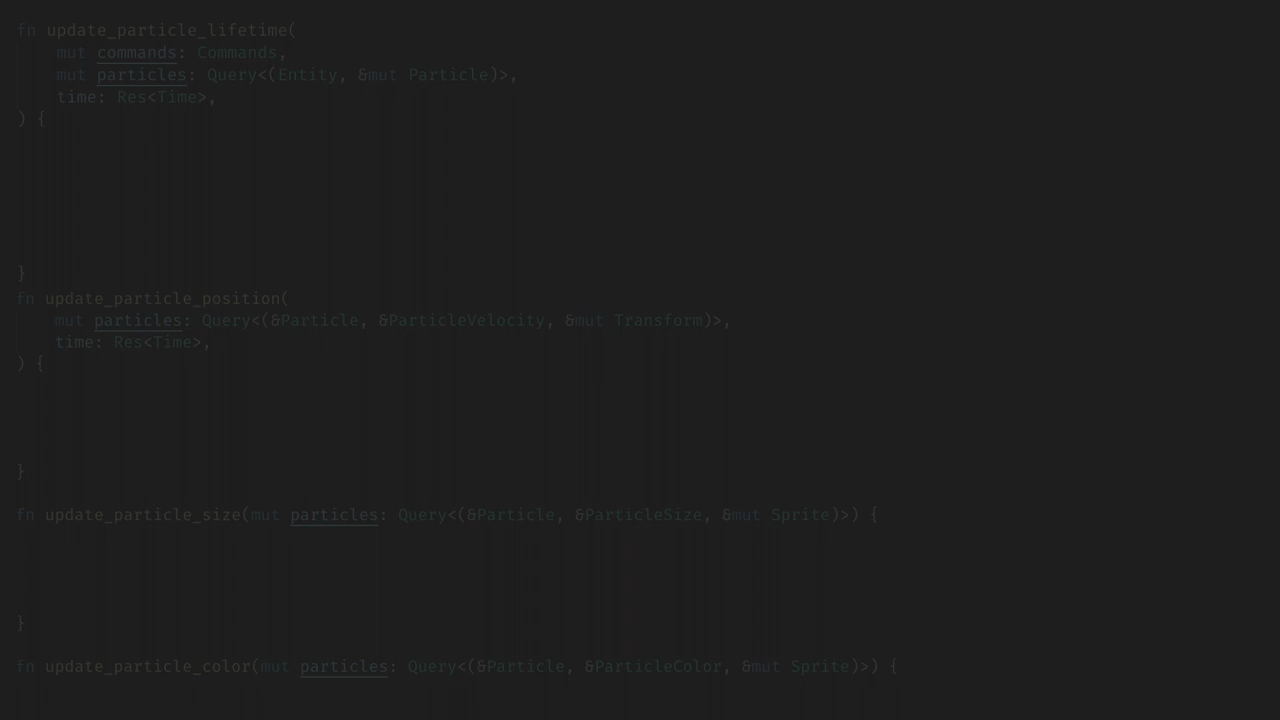 fn update_particle_lifetime(
    mut commands: Commands,
    mut particles: Query<(Entity, &mut Particle)>,
    time: Res<Time>,
) {
}
fn update_particle_position(
    mut particles: Query<(&Particle, &ParticleVelocity, &mut Transform)>,
    time: Res<Time>,
) {
}
fn update_particle_size(mut particles: Query<(&Particle, &ParticleSize, &mut Sprite)>) {
}
fn update_particle_color(mut particles: Query<(&Particle, &ParticleColor, &mut Sprite)>) {